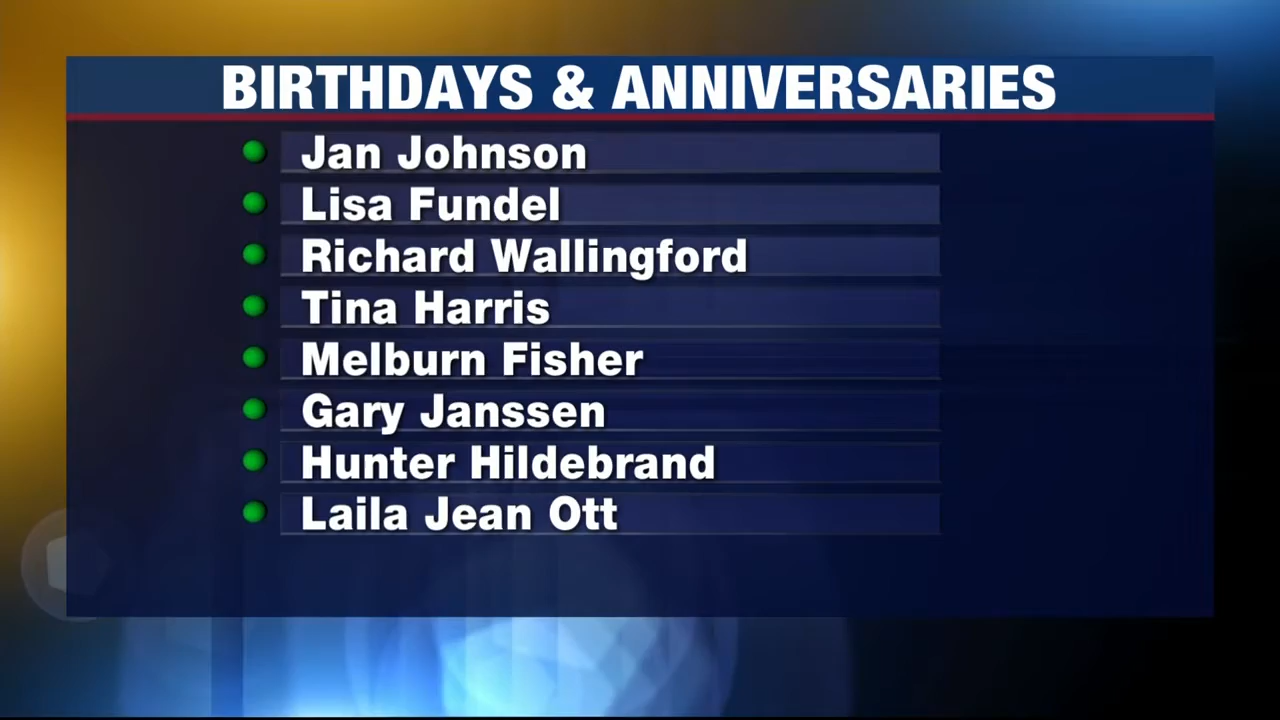 BIRTHDAYS & ANNIVERSARIES
Jan Johnson
Lisa Fundel
Richard Wallingford
Tina Harris
Melburn Fisher
Gary Janssen
Hunter Hildebrand
Laila Jean Ott